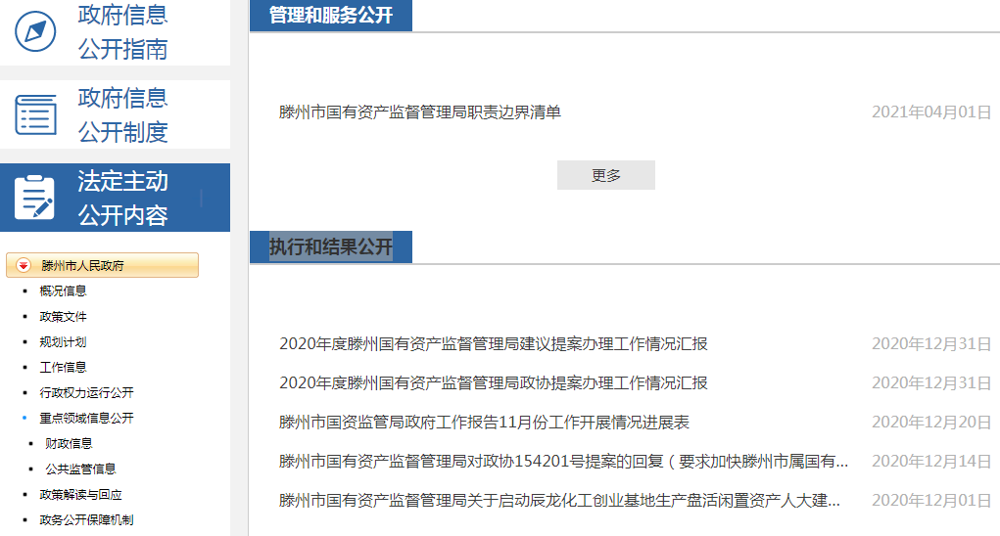 政府信息
公开指南
政府信息
公开制度
法定主动
公开内容
滕州市人民政府
概况信息
政策文件
规划计划
工作信息
行政权力运行公开
重点领域信息公开
财政信息
公共监管信息
政策解读与回应
政务公开保障机制
管理和服务公开
滕州市国有资产监督管理局职责边界清单 2021年04月01日
更多
执行和结果公开
2020年度滕州国有资产监督管理局建议提案办理工作情况汇报 2020年12月31日
2020年度滕州国有资产监督管理局政协提案办理工作情况汇报 2020年12月31日
滕州市国资监管局政府工作报告11月份工作开展情况进展表 2020年12月20日
滕州市国有资产监督管理局对政协154201号提案的回复（要求加快滕州市属国有... 2020年12月14日
滕州市国有资产监督管理局关于启动辰龙化工创业基地生产盘活闲置资产人大建... 2020年12月01日